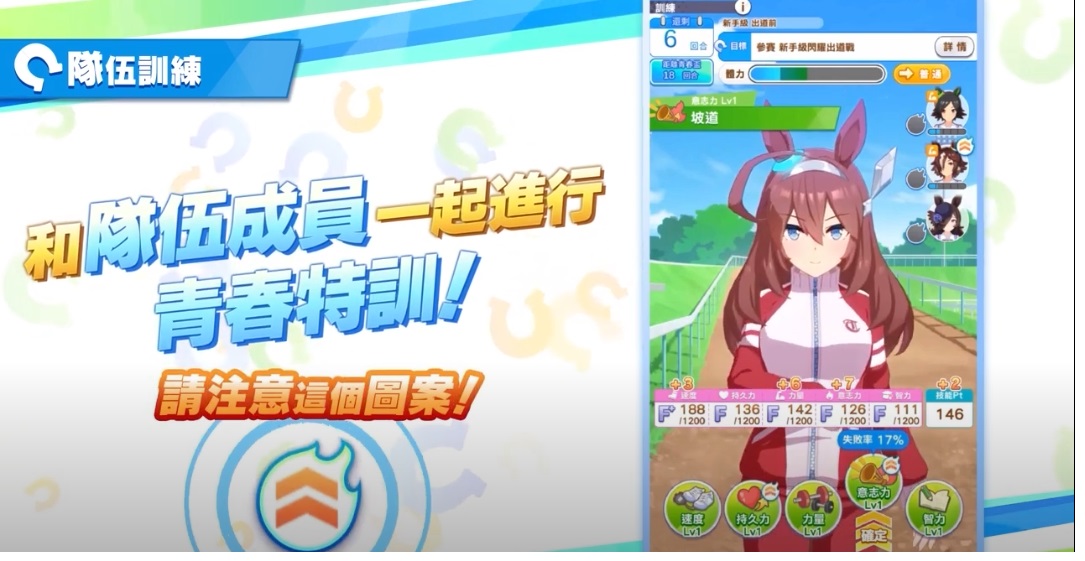 隊伍訓練
和隊伍成員一起進行
青春特訓！
請注意這個圖案！
訓練
還剩
6 回合
新手級 出道前
目標 參賽 新手級閃耀出道戰
詳情
18 回合
體力
普通
意志力 Lv1
坡道
+3 +6 +7 +2
速度 持久力 力量 意志力 智力 技能Pt
F+ 188 /1200
F 136 /1200
F 142 /1200
F 126 /1200
F 111 /1200
146
失敗率 17%
速度 Lv1
持久力 Lv1
力量 Lv1
意志力 Lv1
智力 Lv1
確定